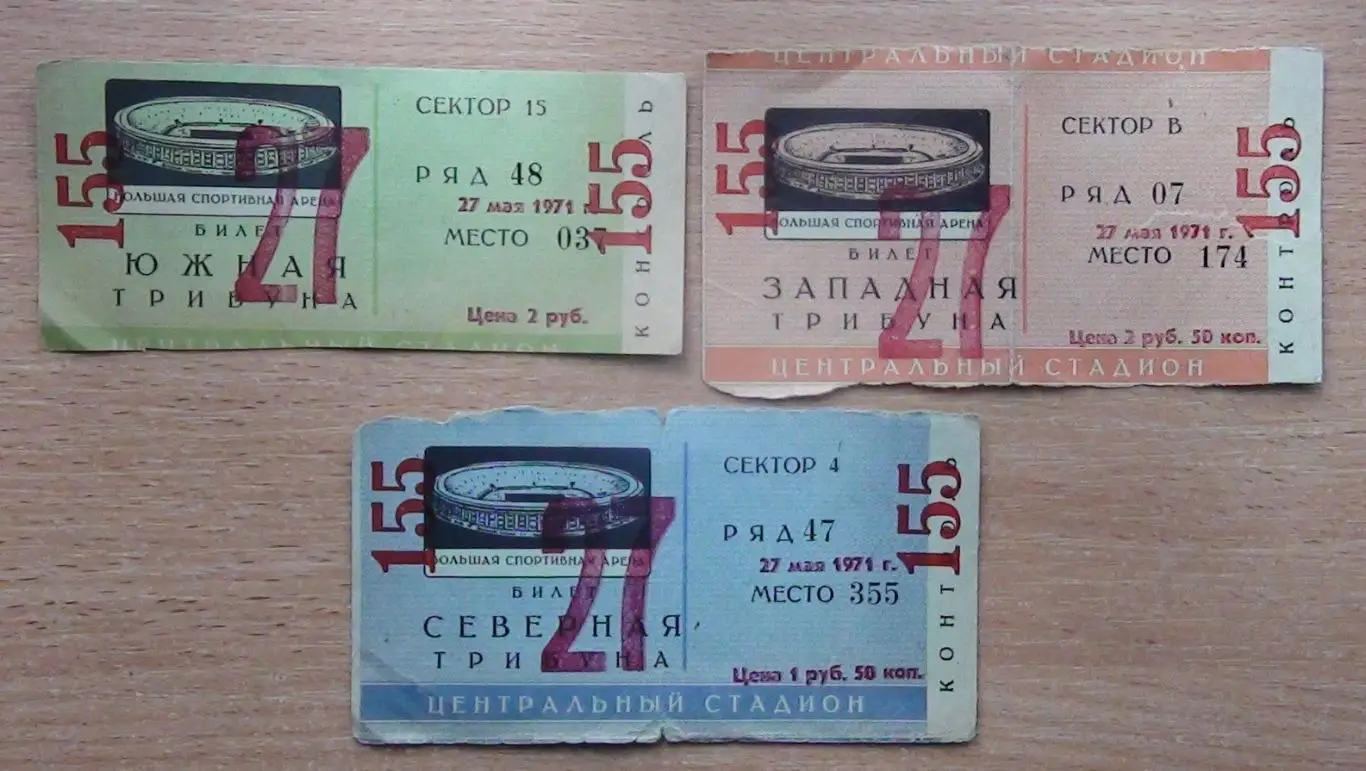 155
СЕКТОР 15
РЯД 48
27 мая 1971 г.
МЕСТО 037
Цена 2 руб.
БОЛЬШАЯ СПОРТИВНАЯ АРЕНА
БИЛЕТ
ЮЖНАЯ
ТРИБУНА
27
ЦЕНТРАЛЬНЫЙ СТАДИОН
155
ЦЕНТРАЛЬНЫЙ СТАДИОН
155
СЕКТОР В
РЯД 07
27 мая 1971 г.
МЕСТО 174
Цена 2 руб. 50 коп.
БОЛЬШАЯ СПОРТИВНАЯ АРЕНА
БИЛЕТ
ЗАПАДНАЯ
ТРИБУНА
27
ЦЕНТРАЛЬНЫЙ СТАДИОН
155
155
СЕКТОР 4
РЯД 47
27 мая 1971 г.
МЕСТО 355
Цена 1 руб. 50 коп.
БОЛЬШАЯ СПОРТИВНАЯ АРЕНА
БИЛЕТ
СЕВЕРНАЯ
ТРИБУНА
27
ЦЕНТРАЛЬНЫЙ СТАДИОН
155